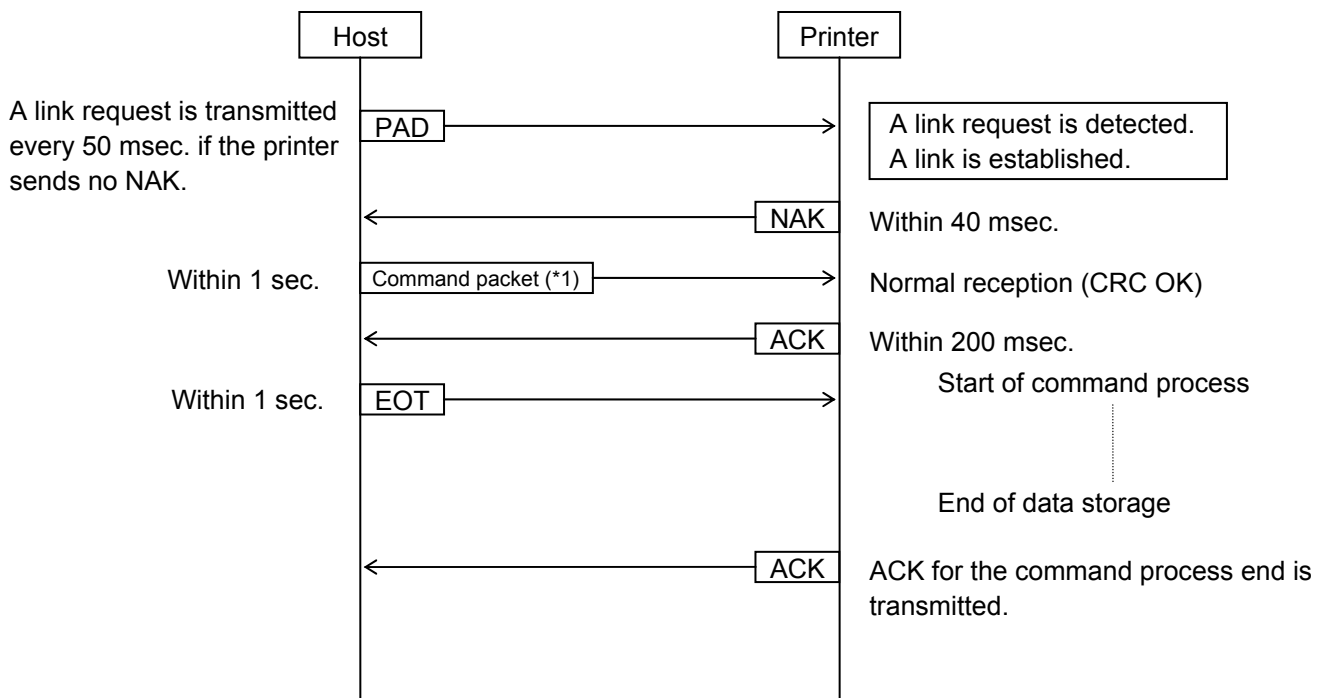 Host
Printer
A link request is transmitted
every 50 msec. if the printer
sends no NAK.
PAD
A link request is detected.
A link is established.
NAK
Within 40 msec.
Within 1 sec.
Command packet (*1)
Normal reception (CRC OK)
ACK
Within 200 msec.
Within 1 sec.
EOT
Start of command process
End of data storage
ACK
ACK for the command process end is
transmitted.